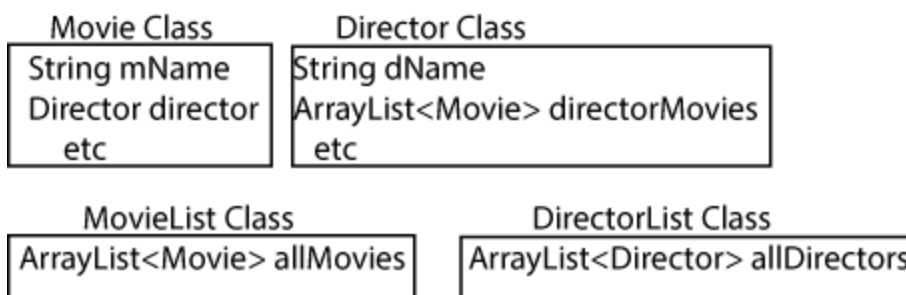 Movie Class
String mName
Director director
etc
Director Class
String dName
ArrayList<Movie> directorMovies
etc
MovieList Class
ArrayList<Movie> allMovies
DirectorList Class
ArrayList<Director> allDirectors